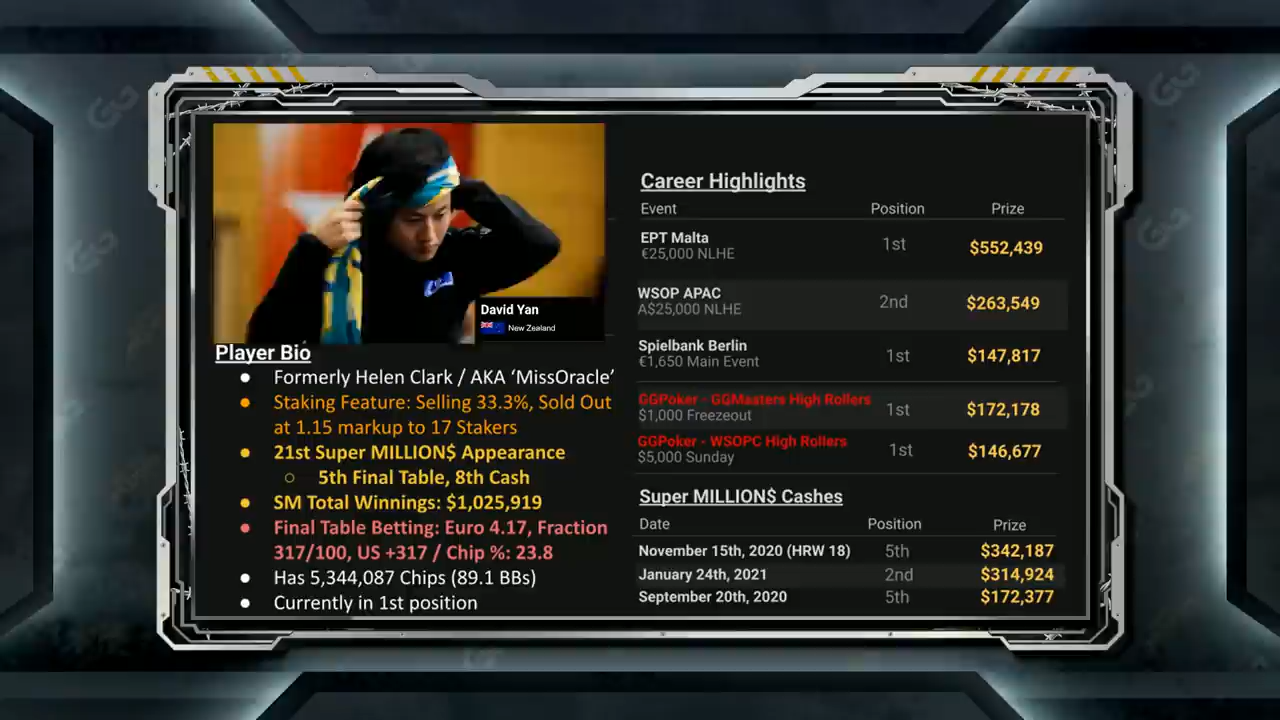 David Yan
New Zealand
Player Bio
Formerly Helen Clark / AKA ‘MissOracle’
Staking Feature: Selling 33.3%, Sold Out
at 1.15 markup to 17 Stakers
21st Super MILLION$ Appearance
5th Final Table, 8th Cash
SM Total Winnings: $1,025,919
Final Table Betting: Euro 4.17, Fraction
317/100, US +317 / Chip %: 23.8
Has 5,344,087 Chips (89.1 BBs)
Currently in 1st position
Career Highlights
Event Position Prize
EPT Malta 1st $552,439
€25,000 NLHE
WSOP APAC 2nd $263,549
A$25,000 NLHE
Spielbank Berlin 1st $147,817
€1,650 Main Event
GGPoker - GGMasters High Rollers 1st $172,178
$1,000 Freezeout
GGPoker - WSOPC High Rollers 1st $146,677
$5,000 Sunday
Super MILLION$ Cashes
Date Position Prize
November 15th, 2020 (HRW 18) 5th $342,187
January 24th, 2021 2nd $314,924
September 20th, 2020 5th $172,377